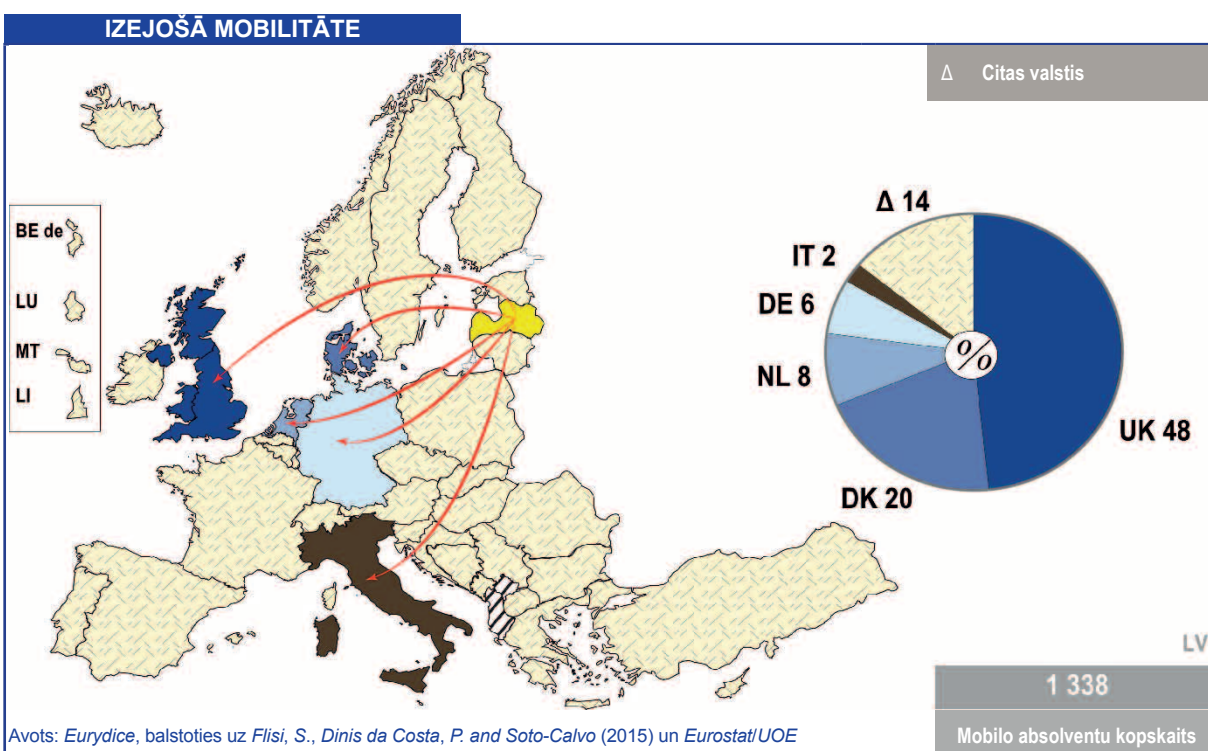 IZEJOŠĀ MOBILITĀTE
Δ Citas valstis
BE de
LU
MT
LI
Δ 14
IT 2
DE 6
NL 8
DK 20
UK 48
%
LV
1 338
Mobilo absolventu kopskaits
Avots: Eurydice, balstoties uz Flisi, S., Dinis da Costa, P. and Soto-Calvo (2015) un Eurostat/UOE